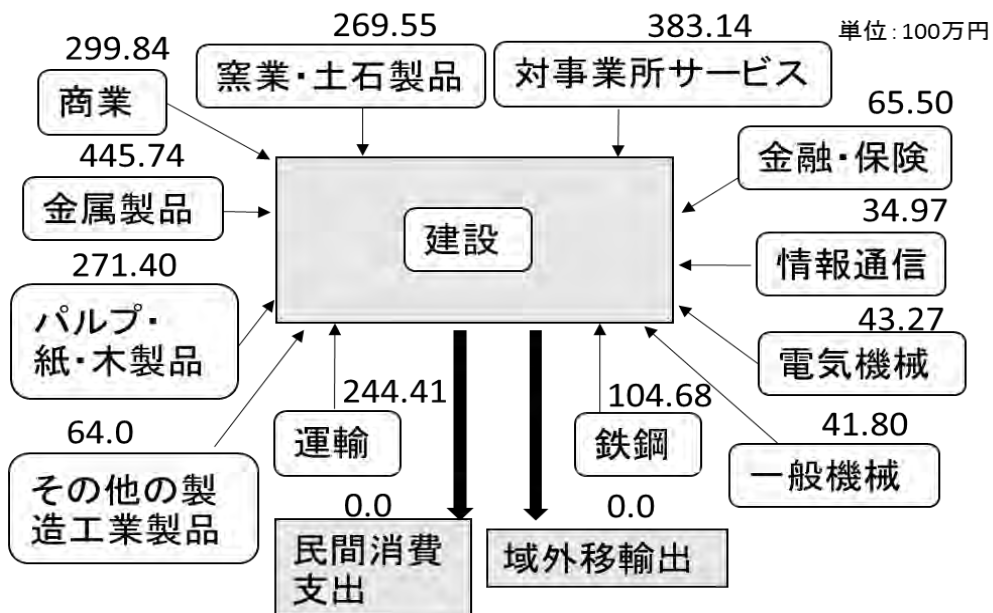 299.84
269.55
383.14
単位:100万円
商業
窯業・土石製品
対事業所サービス
65.50
金融・保険
445.74
金属製品
建設
34.97
情報通信
271.40
パルプ・
紙・木製品
43.27
電気機械
64.0
その他の製
造工業製品
244.41
運輸
104.68
鉄鋼
41.80
一般機械
0.0
民間消費
支出
0.0
域外移輸出